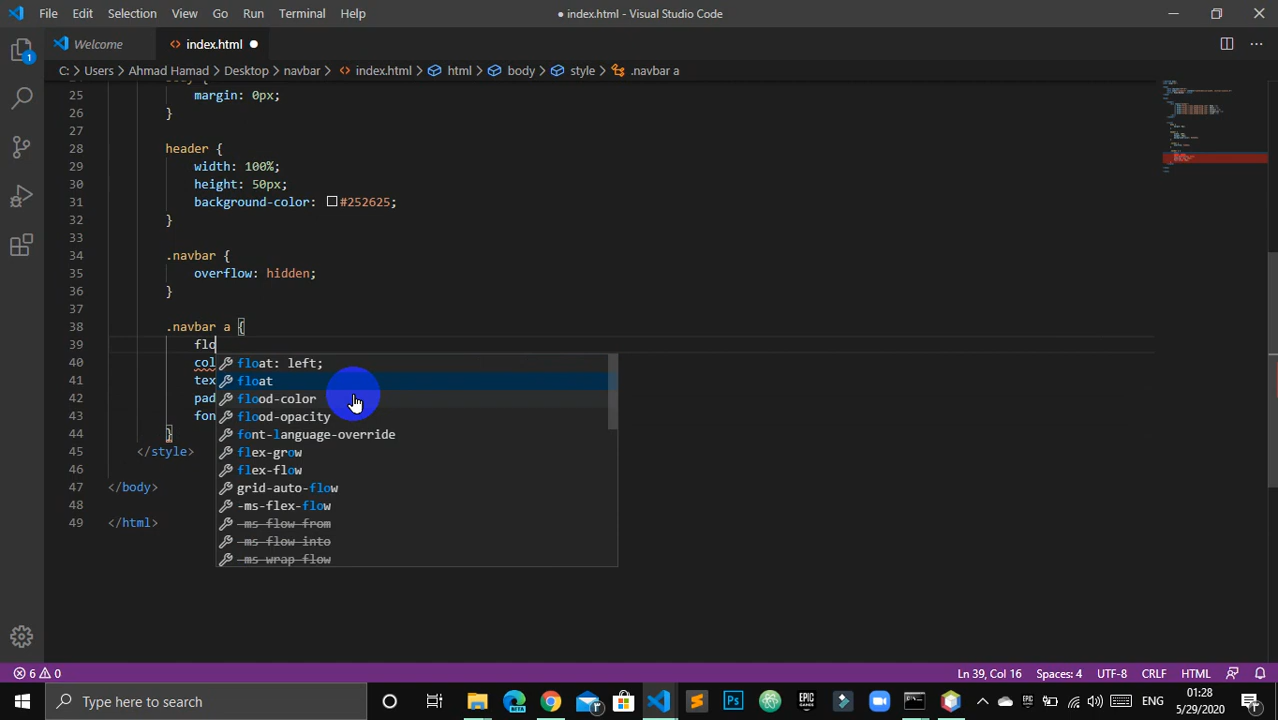 File Edit Selection View Go Run Terminal Help
● index.html - Visual Studio Code
Welcome
<> index.html ●
C: > Users > Ahmad Hamad > Desktop > navbar > <> index.html > html > body > style > .navbar a
25 margin: 0px;
26 }
27
28 header {
29 width: 100%;
30 height: 50px;
31 background-color: #252625;
32 }
33
34 .navbar {
35 overflow: hidden;
36 }
37
38 .navbar a {
39 flo
float: left;
40 col
float
41 tex
flood-color
42 pad
flood-opacity
43 fon
font-language-override
44 }
flex-grow
45 </style>
flex-flow
46
grid-auto-flow
47 </body>
-ms-flex-flow
48
-ms-flow-from
49 </html>
-ms-flow-into
-ms-wrap-flow
1
6 0
Ln 39, Col 16 Spaces: 4 UTF-8 CRLF HTML
Type here to search
BETA
Ps
EPIC GAMES
ENG
01:28
5/29/2020